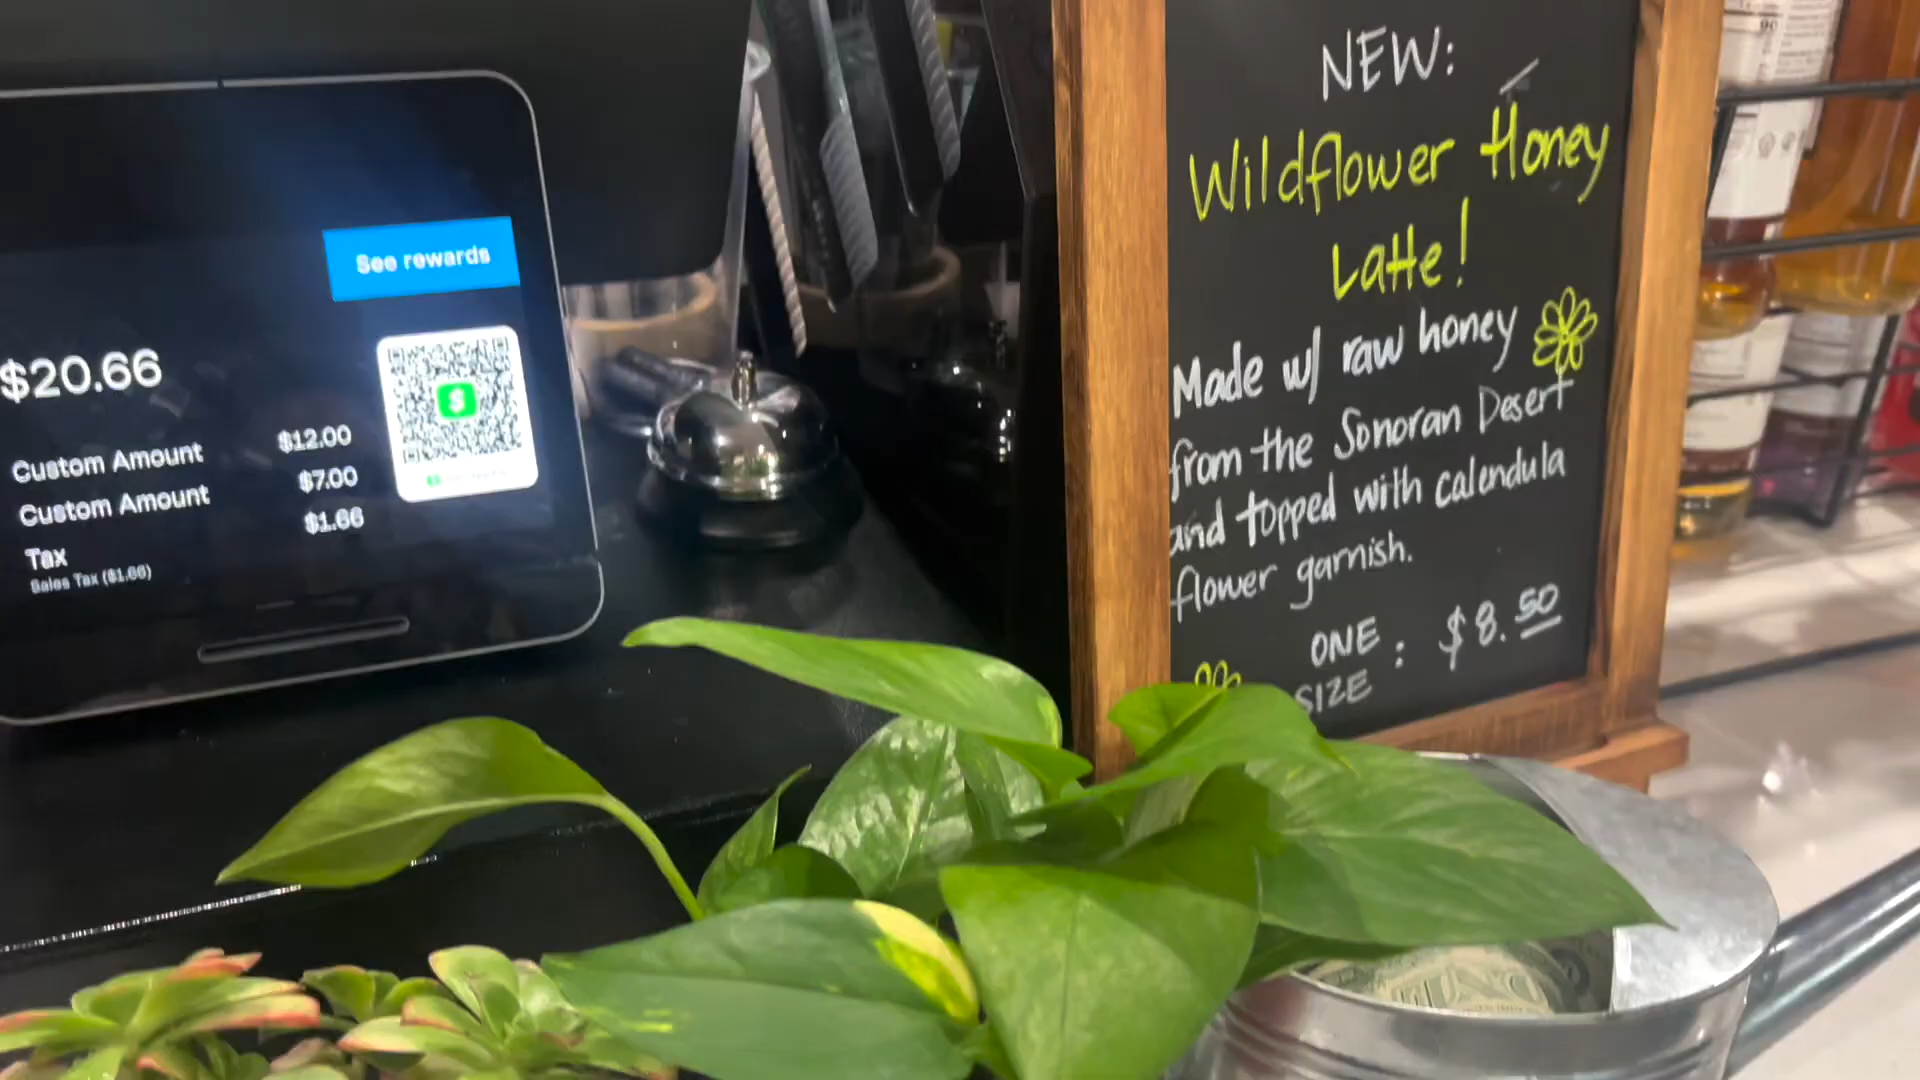 See rewards
$20.66
Custom Amount $12.00
Custom Amount $7.00
Tax $1.66
Sales Tax ($1.66)
NEW:
Wildflower Honey
Latte!
Made w/ raw honey
from the Sonoran Desert
and topped with calendula
flower garnish.
ONE SIZE : $8.50